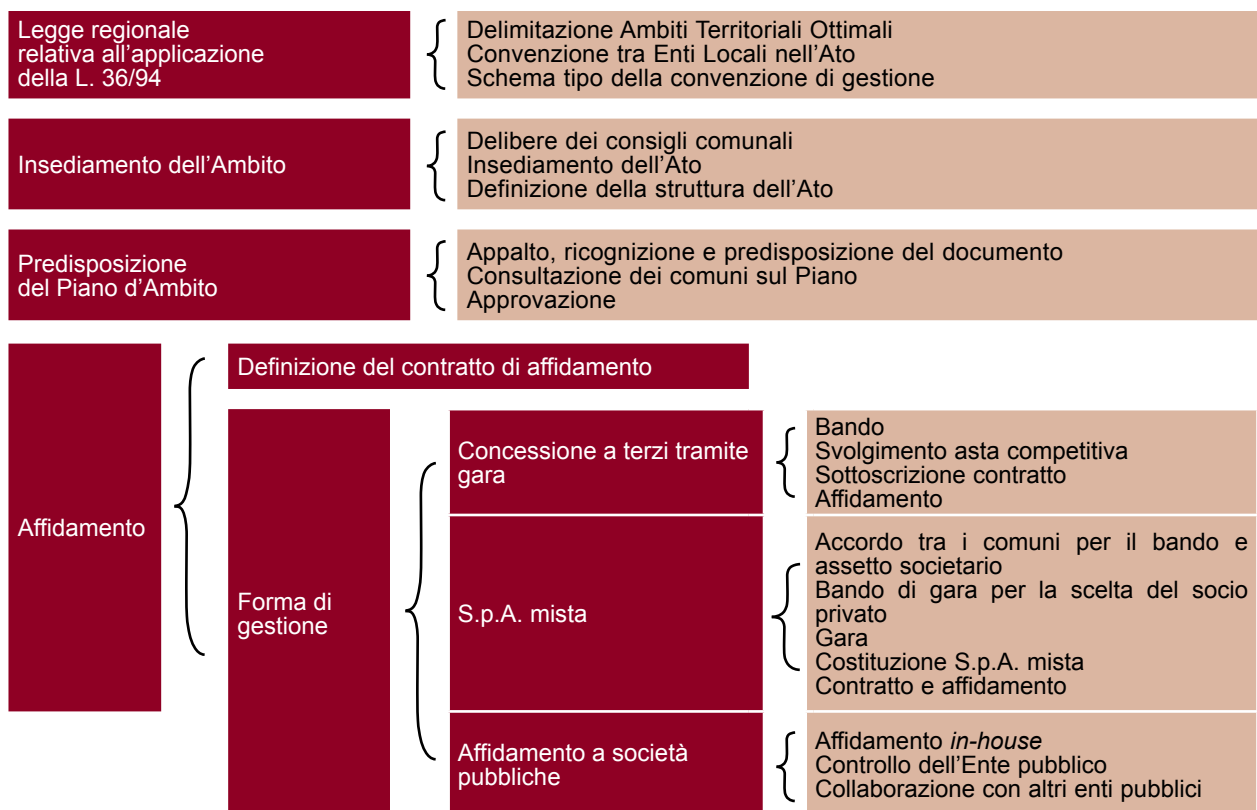 Legge regionale
relativa all’applicazione
della L. 36/94
Delimitazione Ambiti Territoriali Ottimali
Convenzione tra Enti Locali nell’Ato
Schema tipo della convenzione di gestione
Insediamento dell’Ambito
Delibere dei consigli comunali
Insediamento dell’Ato
Definizione della struttura dell’Ato
Predisposizione
del Piano d’Ambito
Appalto, ricognizione e predisposizione del documento
Consultazione dei comuni sul Piano
Approvazione
Affidamento
Definizione del contratto di affidamento
Forma di
gestione
Concessione a terzi tramite
gara
Bando
Svolgimento asta competitiva
Sottoscrizione contratto
Affidamento
S.p.A. mista
Accordo tra i comuni per il bando e
assetto societario
Bando di gara per la scelta del socio
privato
Gara
Costituzione S.p.A. mista
Contratto e affidamento
Affidamento a società
pubbliche
Affidamento in-house
Controllo dell’Ente pubblico
Collaborazione con altri enti pubblici